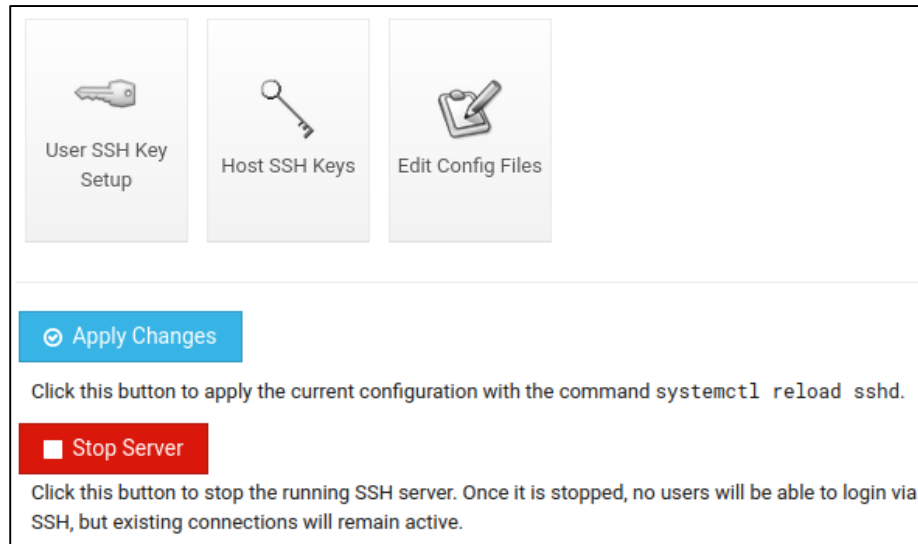 User SSH Key
Setup
Host SSH Keys
Edit Config Files
Apply Changes
Click this button to apply the current configuration with the command systemctl reload sshd.
Stop Server
Click this button to stop the running SSH server. Once it is stopped, no users will be able to login via
SSH, but existing connections will remain active.